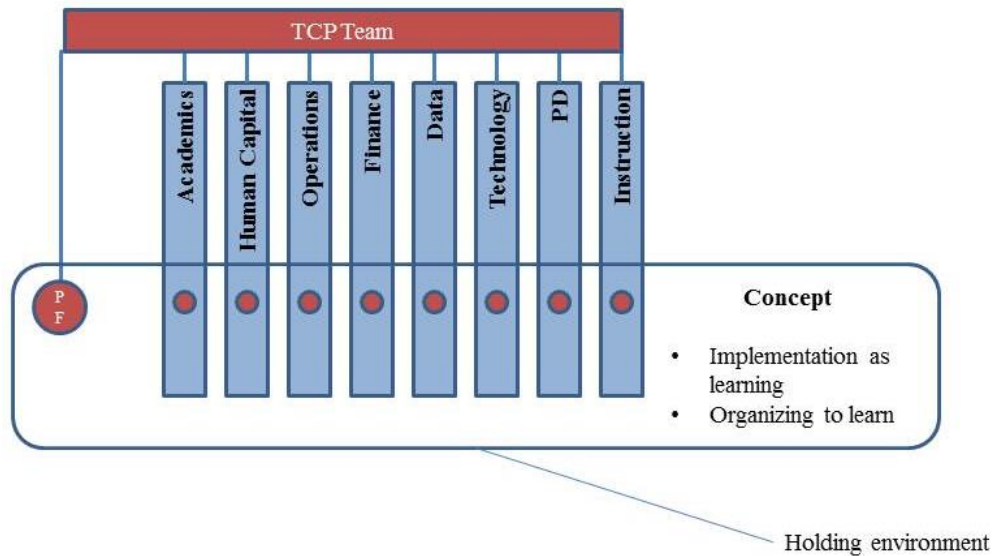 TCP Team
Academics
Human Capital
Operations
Finance
Data
Technology
PD
Instruction
P
F
Concept
• Implementation as
learning
• Organizing to learn
Holding environment